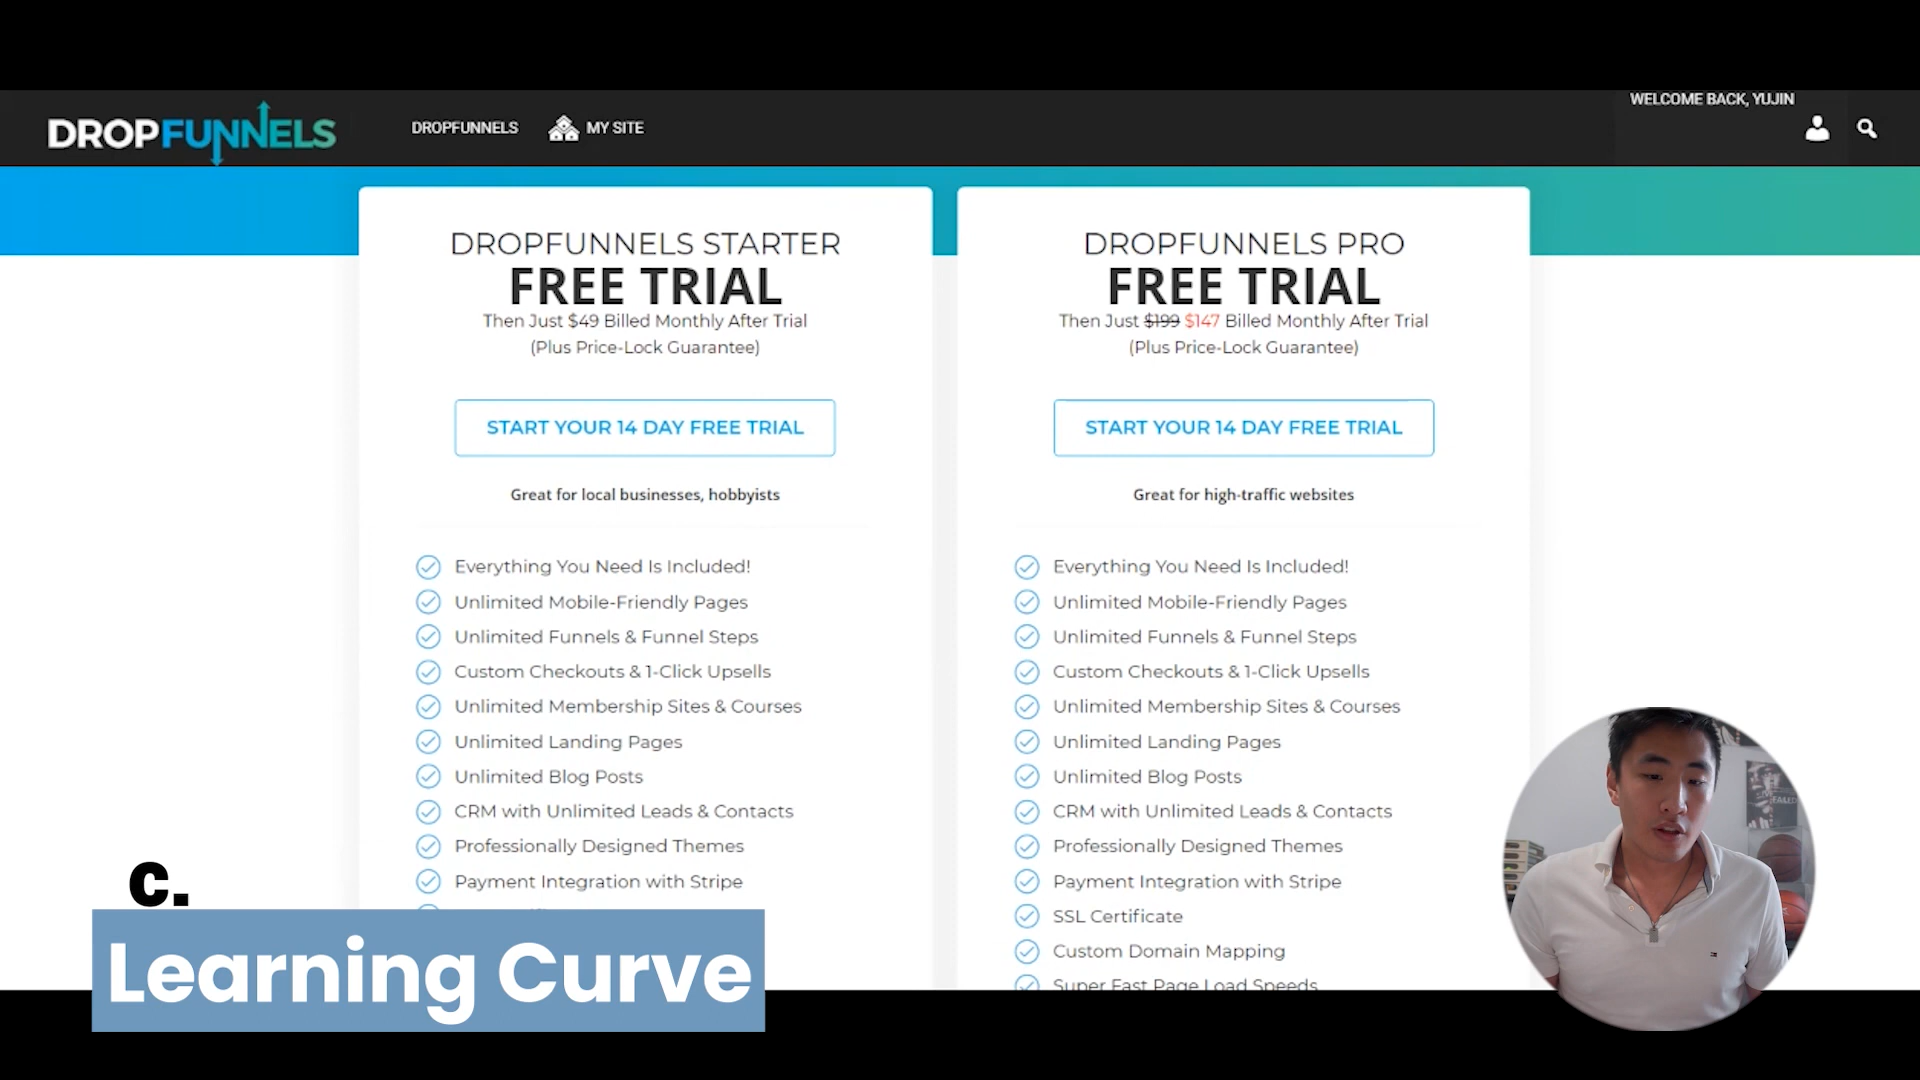 WELCOME BACK, YUJIN
DROPFUNNELS
DROPFUNNELS
MY SITE
DROPFUNNELS STARTER
FREE TRIAL
Then Just $49 Billed Monthly After Trial
(Plus Price-Lock Guarantee)
START YOUR 14 DAY FREE TRIAL
Great for local businesses, hobbyists
Everything You Need Is Included!
Unlimited Mobile-Friendly Pages
Unlimited Funnels & Funnel Steps
Custom Checkouts & 1-Click Upsells
Unlimited Membership Sites & Courses
Unlimited Landing Pages
Unlimited Blog Posts
CRM with Unlimited Leads & Contacts
Professionally Designed Themes
Payment Integration with Stripe
DROPFUNNELS PRO
FREE TRIAL
Then Just $199 $147 Billed Monthly After Trial
(Plus Price-Lock Guarantee)
START YOUR 14 DAY FREE TRIAL
Great for high-traffic websites
Everything You Need Is Included!
Unlimited Mobile-Friendly Pages
Unlimited Funnels & Funnel Steps
Custom Checkouts & 1-Click Upsells
Unlimited Membership Sites & Courses
Unlimited Landing Pages
Unlimited Blog Posts
CRM with Unlimited Leads & Contacts
Professionally Designed Themes
Payment Integration with Stripe
SSL Certificate
Custom Domain Mapping
Super Fast Page Load Speeds
C.
Learning Curve